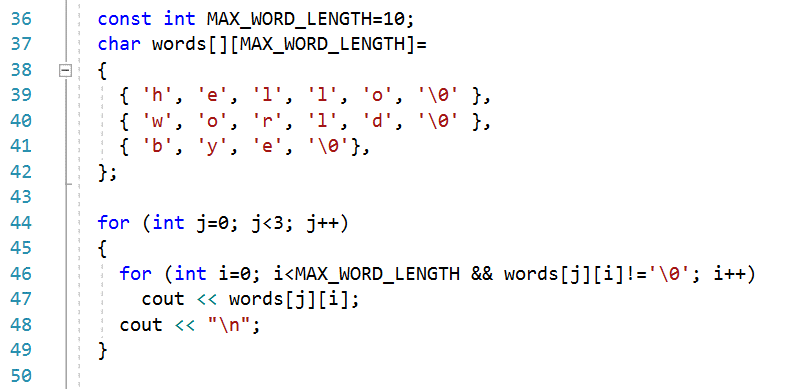 36 const int MAX_WORD_LENGTH=10;
37 char words[][MAX_WORD_LENGTH]=
38 {
39 { 'h', 'e', 'l', 'l', 'o', '\0' },
40 { 'w', 'o', 'r', 'l', 'd', '\0' },
41 { 'b', 'y', 'e', '\0'},
42 };
43
44 for (int j=0; j<3; j++)
45 {
46 for (int i=0; i<MAX_WORD_LENGTH && words[j][i]!='\0'; i++)
47 cout << words[j][i];
48 cout << "\n";
49 }
50